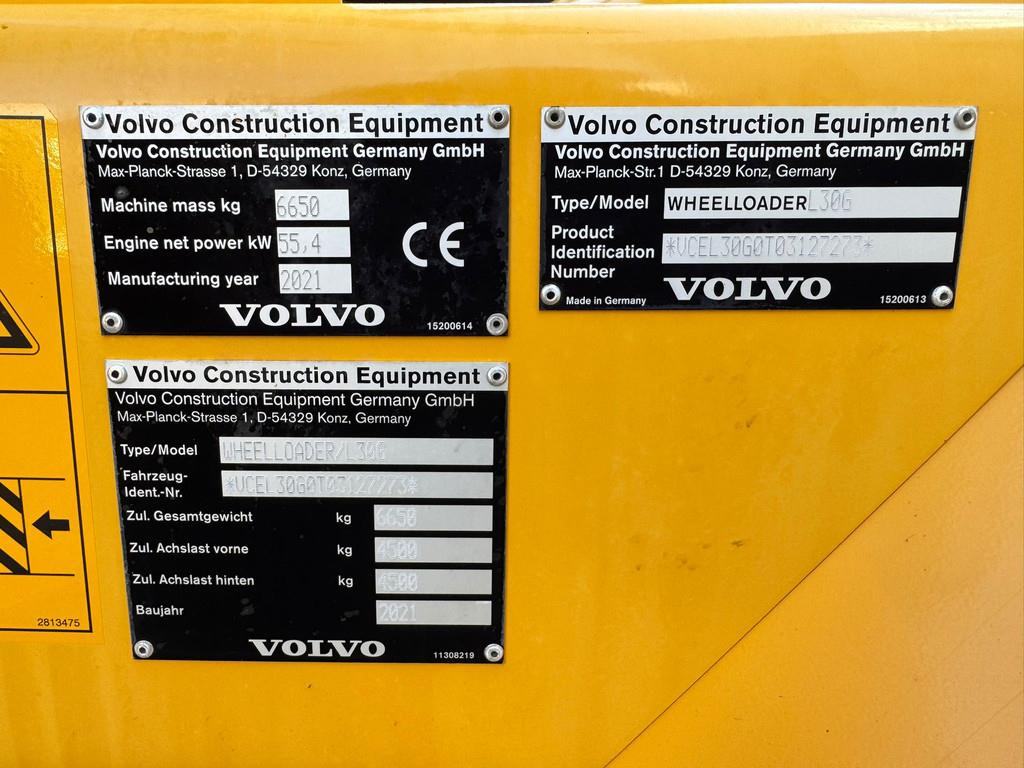 Volvo Construction Equipment
Volvo Construction Equipment Germany GmbH
Max-Planck-Strasse 1, D-54329 Konz, Germany
Machine mass kg 6650
Engine net power kW 55,4
Manufacturing year 2021
CE
VOLVO
15200614
Volvo Construction Equipment
Volvo Construction Equipment Germany GmbH
Max-Planck-Str.1 D-54329 Konz, Germany
Type/Model WHEELLOADER L30G
Product
Identification
Number
*VCEL30G0T03127273*
Made in Germany
VOLVO
15200613
Volvo Construction Equipment
Volvo Construction Equipment Germany GmbH
Max-Planck-Strasse 1, D-54329 Konz, Germany
Type/Model WHEELLOADER/L30G
Fahrzeug-
Ident.-Nr.
*VCEL30G0T03127273*
Zul. Gesamtgewicht kg 6650
Zul. Achslast vorne kg 4500
Zul. Achslast hinten kg 4500
Baujahr 2021
VOLVO
11308219
2813475